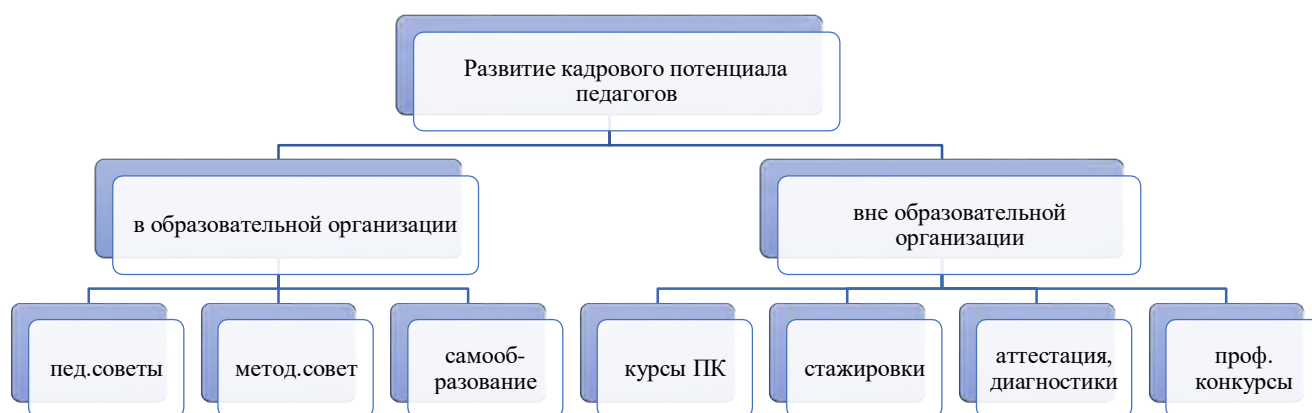 Развитие кадрового потенциала
педагогов
в образовательной организации
вне образовательной
организации
пед.советы
метод.совет
самооб-
разование
курсы ПК
стажировки
аттестация,
диагностики
проф.
конкурсы